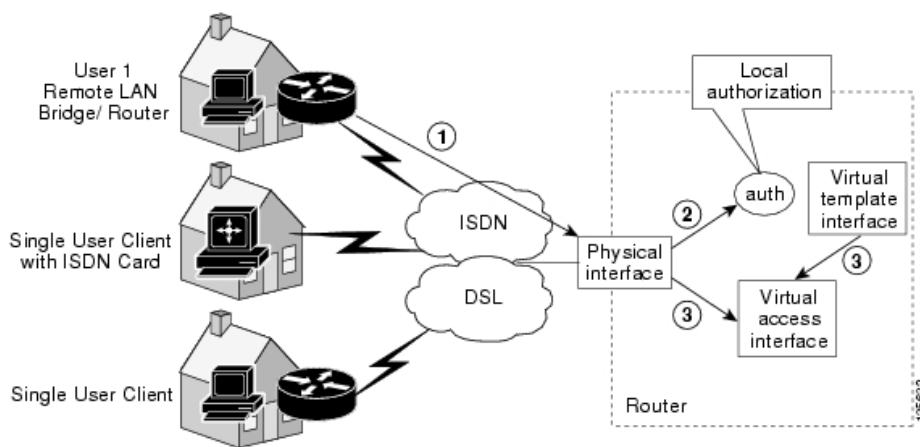 User 1
Remote LAN
Bridge/ Router
Single User Client
with ISDN Card
Single User Client
1
ISDN
DSL
Physical
interface
2
3
Local
authorization
auth
Virtual
template
interface
3
Virtual
access
interface
Router